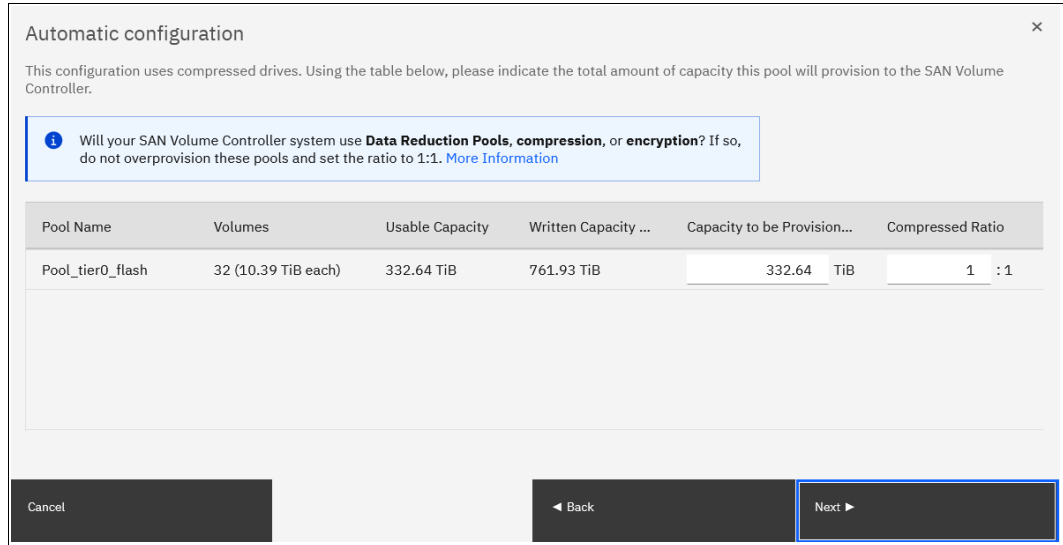 Automatic configuration
×
This configuration uses compressed drives. Using the table below, please indicate the total amount of capacity this pool will provision to the SAN Volume
Controller.
Will your SAN Volume Controller system use Data Reduction Pools, compression, or encryption? If so,
do not overprovision these pools and set the ratio to 1:1. More Information
Pool Name Volumes Usable Capacity Written Capacity ... Capacity to be Provision... Compressed Ratio
Pool_tier0_flash 32 (10.39 TiB each) 332.64 TiB 761.93 TiB 332.64 TiB 1 :1
Cancel ◄ Back Next ►